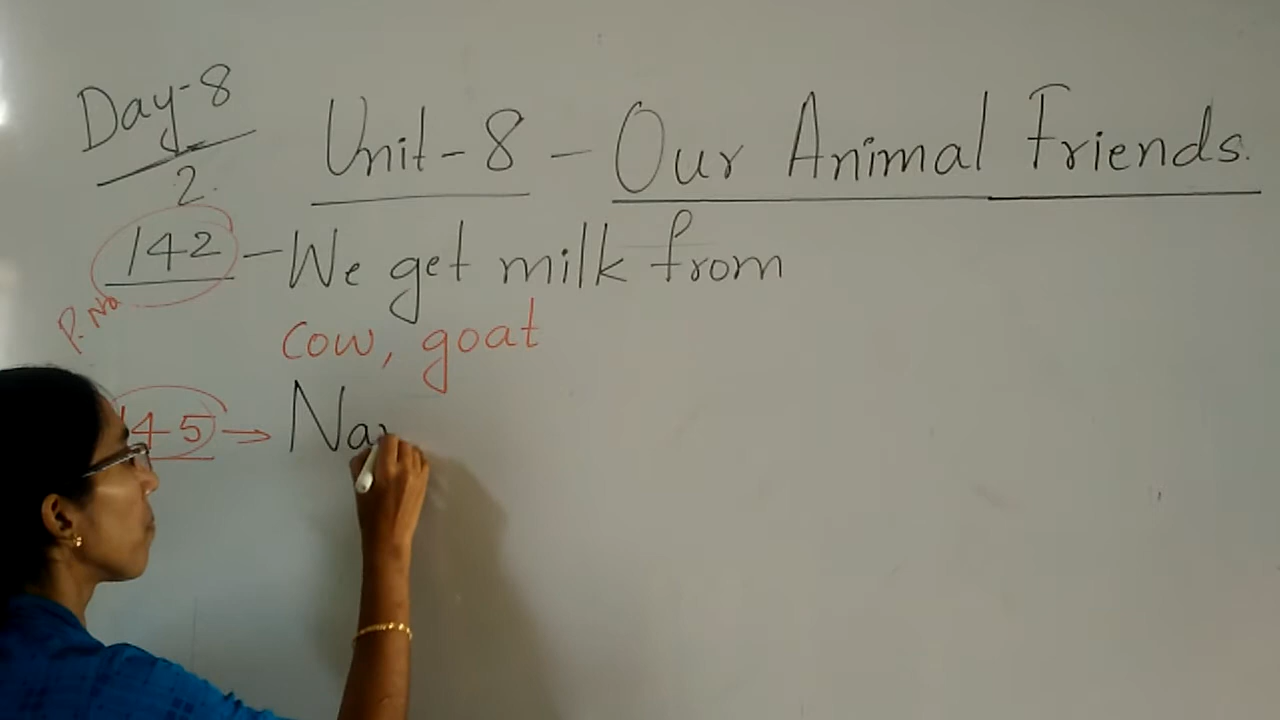 Day-8
2.
Unit-8 - Our Animal Friends.
P.No 142 - We get milk from
cow, goat
145 → Na